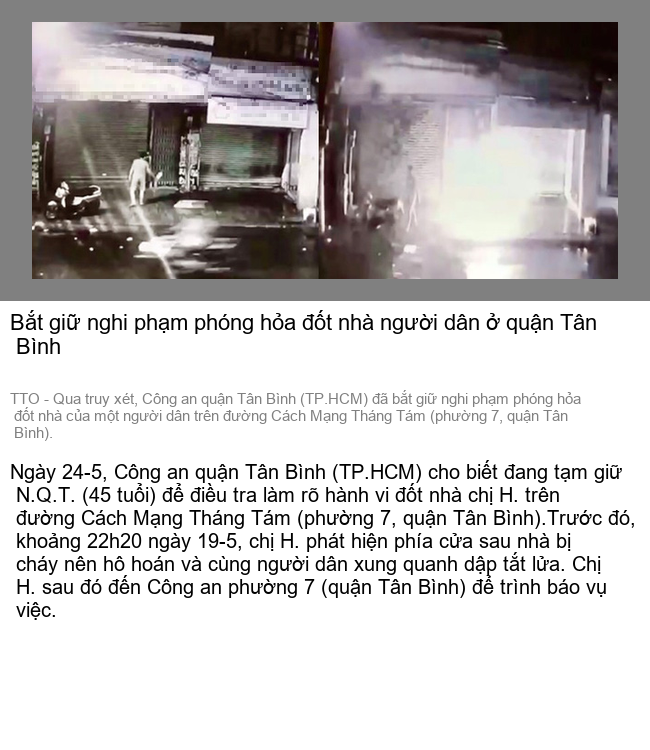 Bắt giữ nghi phạm phóng hỏa đốt nhà người dân ở quận Tân
Bình
TTO - Qua truy xét, Công an quận Tân Bình (TP.HCM) đã bắt giữ nghi phạm phóng hỏa
đốt nhà của một người dân trên đường Cách Mạng Tháng Tám (phường 7, quận Tân
Bình).
Ngày 24-5, Công an quận Tân Bình (TP.HCM) cho biết đang tạm giữ
N.Q.T. (45 tuổi) để điều tra làm rõ hành vi đốt nhà chị H. trên
đường Cách Mạng Tháng Tám (phường 7, quận Tân Bình).Trước đó,
khoảng 22h20 ngày 19-5, chị H. phát hiện phía cửa sau nhà bị
cháy nên hô hoán và cùng người dân xung quanh dập tắt lửa. Chị
H. sau đó đến Công an phường 7 (quận Tân Bình) để trình báo vụ
việc.